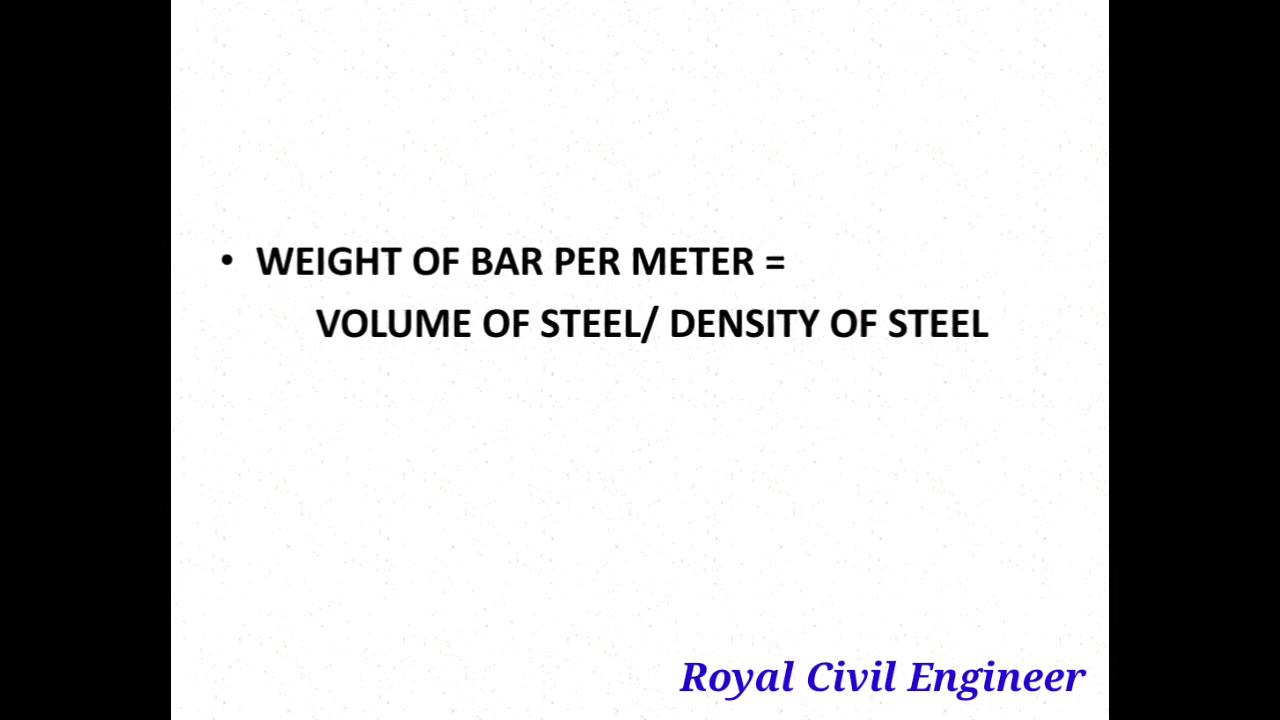 • WEIGHT OF BAR PER METER =
VOLUME OF STEEL/ DENSITY OF STEEL
Royal Civil Engineer